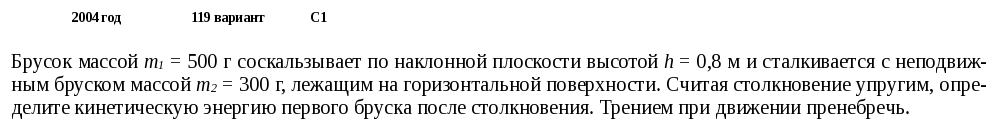 2004 год 119 вариант С1
Брусок массой m1 = 500 г соскальзывает по наклонной плоскости высотой h = 0,8 м и сталкивается с неподвиж-
ным бруском массой m2 = 300 г, лежащим на горизонтальной поверхности. Считая столкновение упругим, опре-
делите кинетическую энергию первого бруска после столкновения. Трением при движении пренебречь.